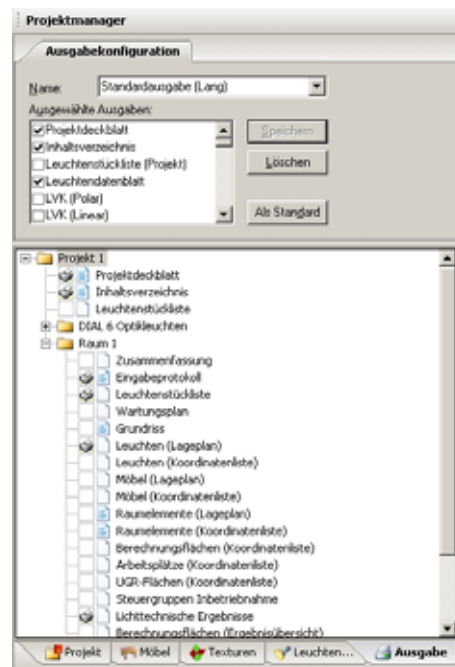 Projektmanager
Ausgabekonfiguration
Name: Standardausgabe (Lang)
Ausgewählte Ausgaben:
Projektdeckblatt
Inhaltsverzeichnis
Leuchtenstückliste (Projekt)
Leuchtendatenblatt
LVK (Polar)
LVK (Linear)
Speichern
Löschen
Als Standard
Projekt 1
Projektdeckblatt
Inhaltsverzeichnis
Leuchtenstückliste
DIAL 6 Optikleuchten
Raum 1
Zusammenfassung
Eingabeprotokoll
Leuchtenstückliste
Wartungsplan
Grundriss
Leuchten (Lageplan)
Leuchten (Koordinatenliste)
Möbel (Lageplan)
Möbel (Koordinatenliste)
Raumelemente (Lageplan)
Raumelemente (Koordinatenliste)
Berechnungsflächen (Koordinatenliste)
Arbeitsplätze (Koordinatenliste)
UGR-Flächen (Koordinatenliste)
Steuergruppen Inbetriebnahme
Lichttechnische Ergebnisse
Berechnungsflächen (Ergebnisübersicht)
Projekt Möbel Texturen Leuchten... Ausgabe